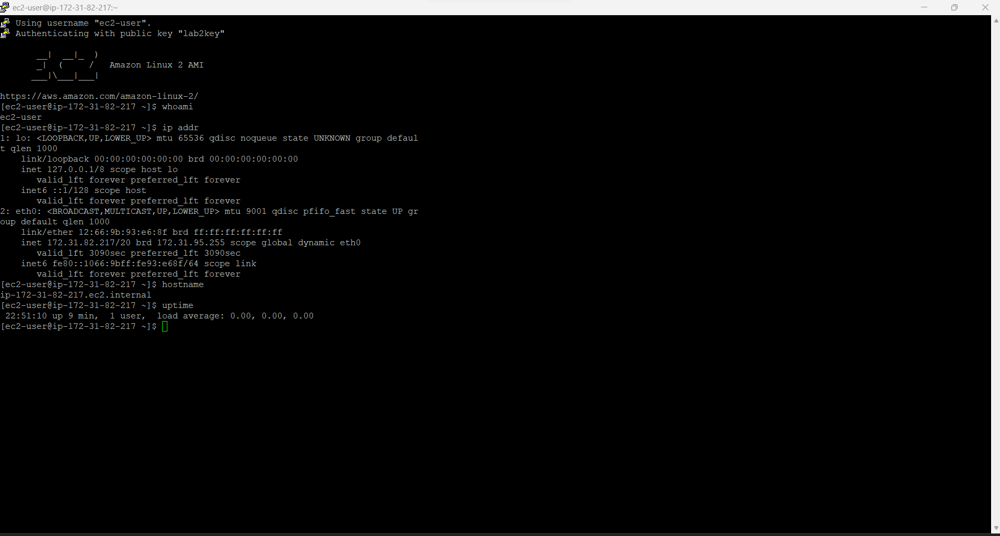 ec2-user@ip-172-31-82-217:~
Using username "ec2-user".
Authenticating with public key "lab2key"
       __|  __|_  )
       _|  (     /   Amazon Linux 2 AMI
      ___|\___|___|
https://aws.amazon.com/amazon-linux-2/
[ec2-user@ip-172-31-82-217 ~]$ whoami
ec2-user
[ec2-user@ip-172-31-82-217 ~]$ ip addr
1: lo: <LOOPBACK,UP,LOWER_UP> mtu 65536 qdisc noqueue state UNKNOWN group defaul
t qlen 1000
    link/loopback 00:00:00:00:00:00 brd 00:00:00:00:00:00
    inet 127.0.0.1/8 scope host lo
       valid_lft forever preferred_lft forever
    inet6 ::1/128 scope host
       valid_lft forever preferred_lft forever
2: eth0: <BROADCAST,MULTICAST,UP,LOWER_UP> mtu 9001 qdisc pfifo_fast state UP gr
oup default qlen 1000
    link/ether 12:66:9b:93:e6:8f brd ff:ff:ff:ff:ff:ff
    inet 172.31.82.217/20 brd 172.31.95.255 scope global dynamic eth0
       valid_lft 3090sec preferred_lft 3090sec
    inet6 fe80::1066:9bff:fe93:e68f/64 scope link
       valid_lft forever preferred_lft forever
[ec2-user@ip-172-31-82-217 ~]$ hostname
ip-172-31-82-217.ec2.internal
[ec2-user@ip-172-31-82-217 ~]$ uptime
 22:51:10 up 9 min,  1 user,  load average: 0.00, 0.00, 0.00
[ec2-user@ip-172-31-82-217 ~]$